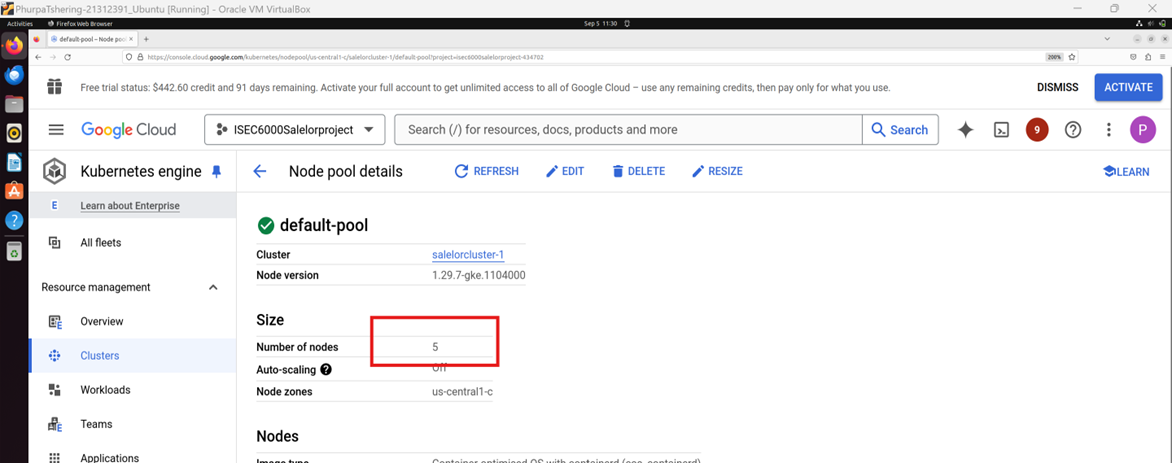 PhurpaTshering-21312391_Ubuntu [Running] - Oracle VM VirtualBox
Activities Firefox Web Browser Sep 5 11:30
default-pool – Node po
https://console.cloud.google.com/kubernetes/nodepool/us-central1-c/salelorcluster-1/default-pool?project=isec6000salelorproject-434702 200%
Free trial status: $442.60 credit and 91 days remaining. Activate your full account to get unlimited access to all of Google Cloud – use any remaining credits, then pay only for what you use. DISMISS ACTIVATE
Google Cloud ISEC6000Salelorproject Search (/) for resources, docs, products and more Search 9 P
Kubernetes engine Node pool details REFRESH EDIT DELETE RESIZE LEARN
E Learn about Enterprise
All fleets
Resource management
Overview
Clusters
Workloads
Teams
Applications
default-pool
Cluster salelorcluster-1
Node version 1.29.7-gke.1104000
Size
Number of nodes 5
Auto-scaling Off
Node zones us-central1-c
Nodes
Image type Container optimised OS with containerd (cos_containerd)